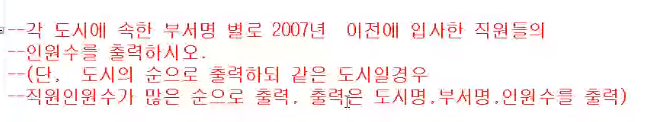 --각 도시에 속한 부서명 별로 2007년 이전에 입사한 직원들의
--인원수를 출력하시오.
--(단, 도시의 순으로 출력하되 같은 도시일경우
--직원인원수가 많은 순으로 출력, 출력은 도시명,부서명,인원수를 출력)